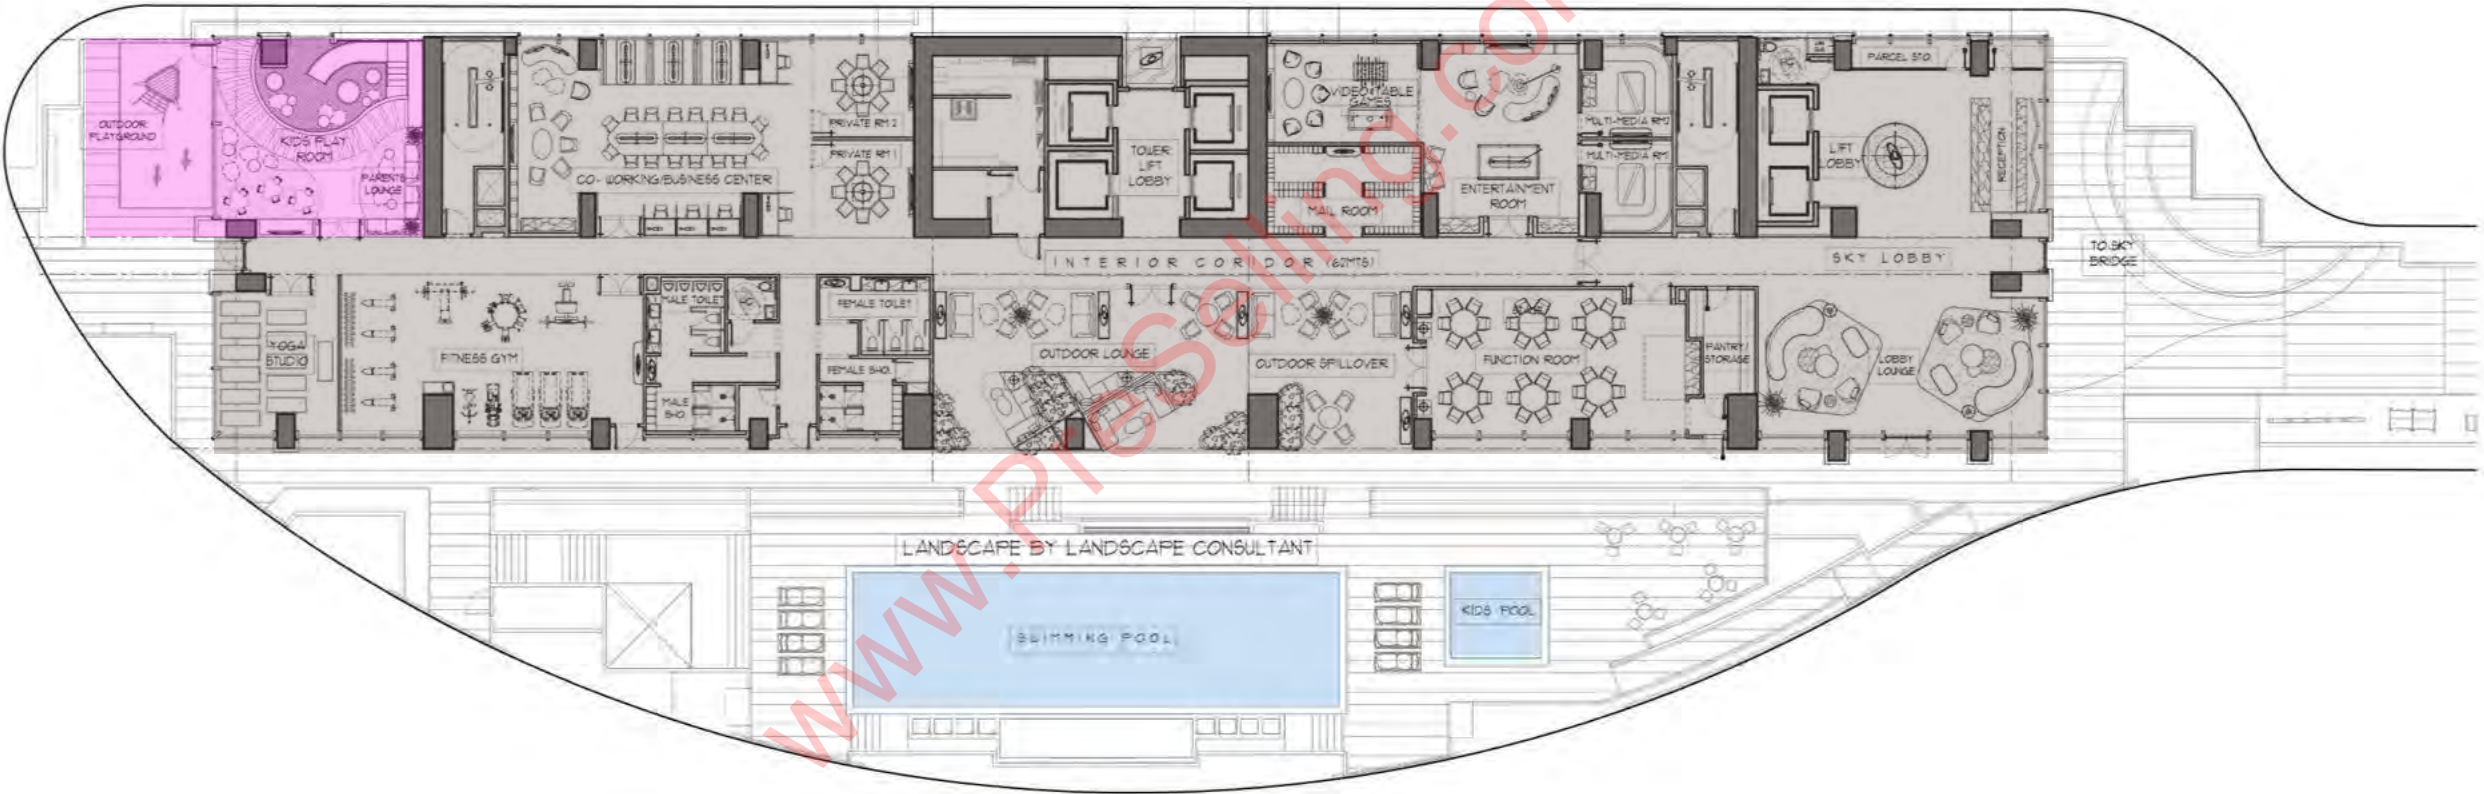 OUTDOOR
PLAYGROUND
KIDS PLAY
ROOM
PARENTS
LOUNGE
CO-WORKING/BUSINESS CENTER
PRIVATE RM 2
PRIVATE RM 1
TOWER
LIFT
LOBBY
VIDEO/TABLE
GAMES
MAIL ROOM
ENTERTAINMENT
ROOM
MULTI-MEDIA RM2
MULTI-MEDIA RM1
PARCEL STO.
LIFT
LOBBY
RECEPTION
INTERIOR CORIDOR (62MTS)
SKY LOBBY
TO SKY
BRIDGE
YOGA
STUDIO
FITNESS GYM
MALE TOILET
MALE
SHO.
FEMALE TOILET
FEMALE SHO.
OUTDOOR LOUNGE
OUTDOOR SPILLOVER
STAGE
FUNCTION ROOM
PANTRY/
STORAGE
LOBBY
LOUNGE
LANDSCAPE BY LANDSCAPE CONSULTANT
SWIMMING POOL
KIDS POOL
www.PreSelling.co